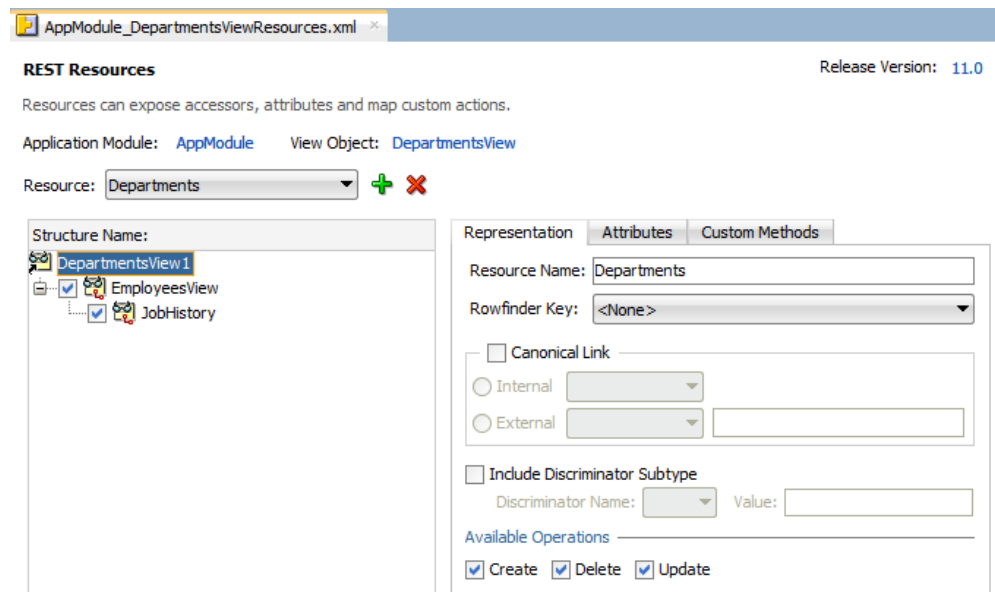 AppModule_DepartmentsViewResources.xml
REST Resources
Release Version: 11.0
Resources can expose accessors, attributes and map custom actions.
Application Module: AppModule View Object: DepartmentsView
Resource: Departments
Structure Name:
DepartmentsView1
EmployeesView
JobHistory
Representation Attributes Custom Methods
Resource Name: Departments
Rowfinder Key: <None>
Canonical Link
Internal
External
Include Discriminator Subtype
Discriminator Name: Value:
Available Operations
Create Delete Update